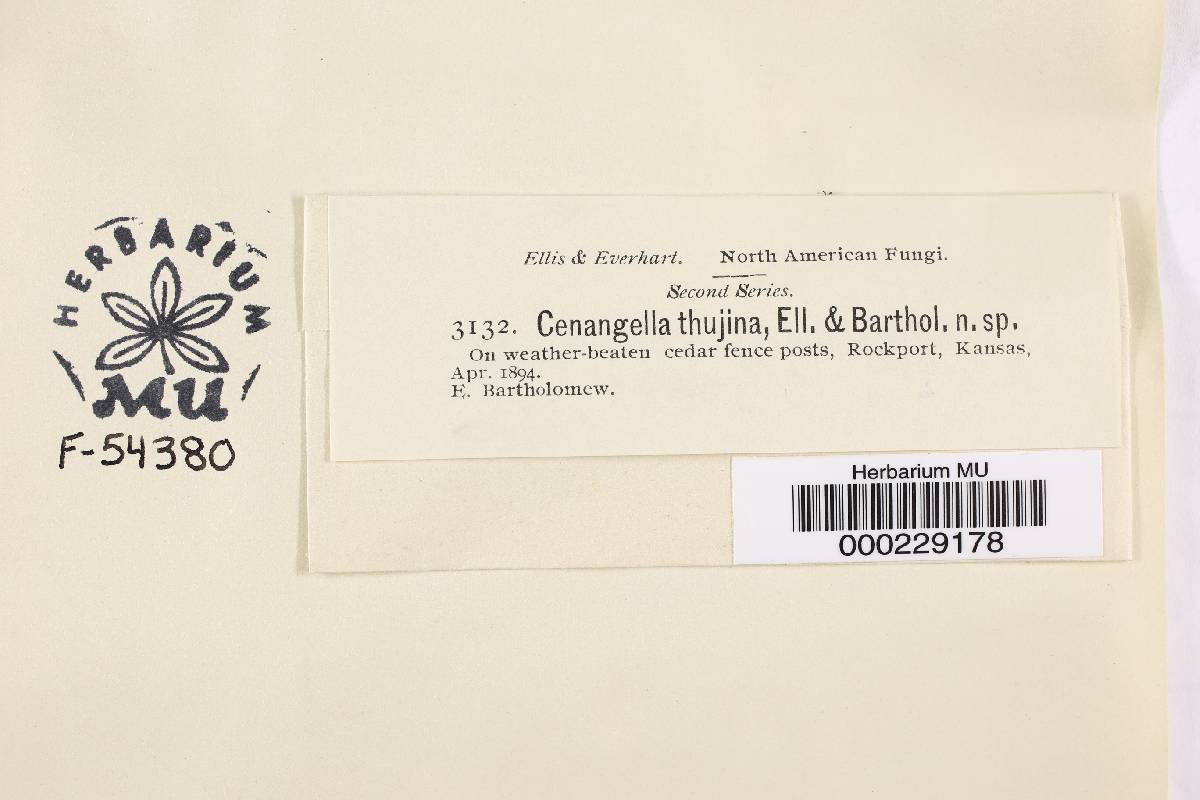 HERBARIUM
MU
F-54380
Ellis & Everhart. North American Fungi.
Second Series.
3132. Cenangella thujina, Ell. & Barthol. n. sp.
On weather-beaten cedar fence posts, Rockport, Kansas,
Apr. 1894.
E. Bartholomew.
Herbarium MU
000229178